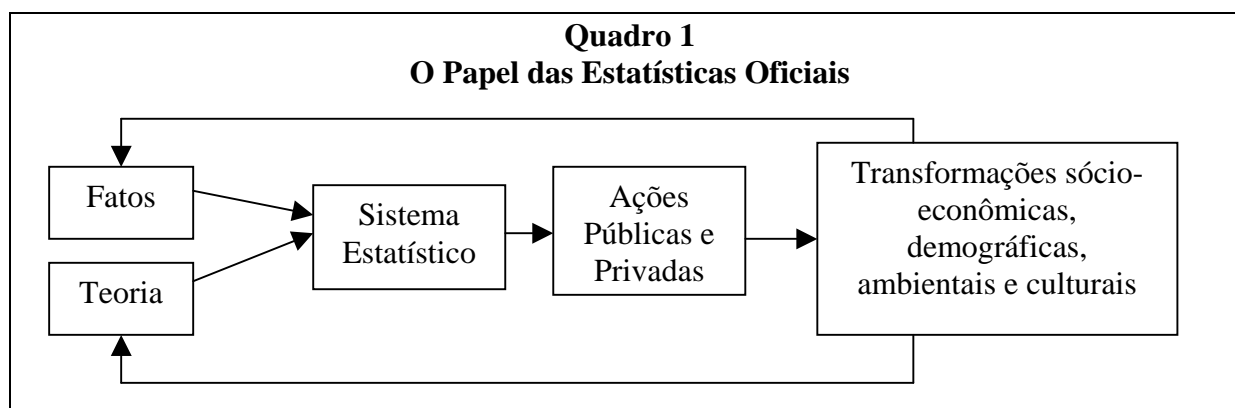 Quadro 1
O Papel das Estatísticas Oficiais
Fatos
Teoria
Sistema
Estatístico
Ações
Públicas e
Privadas
Transformações sócio-
econômicas,
demográficas,
ambientais e culturais